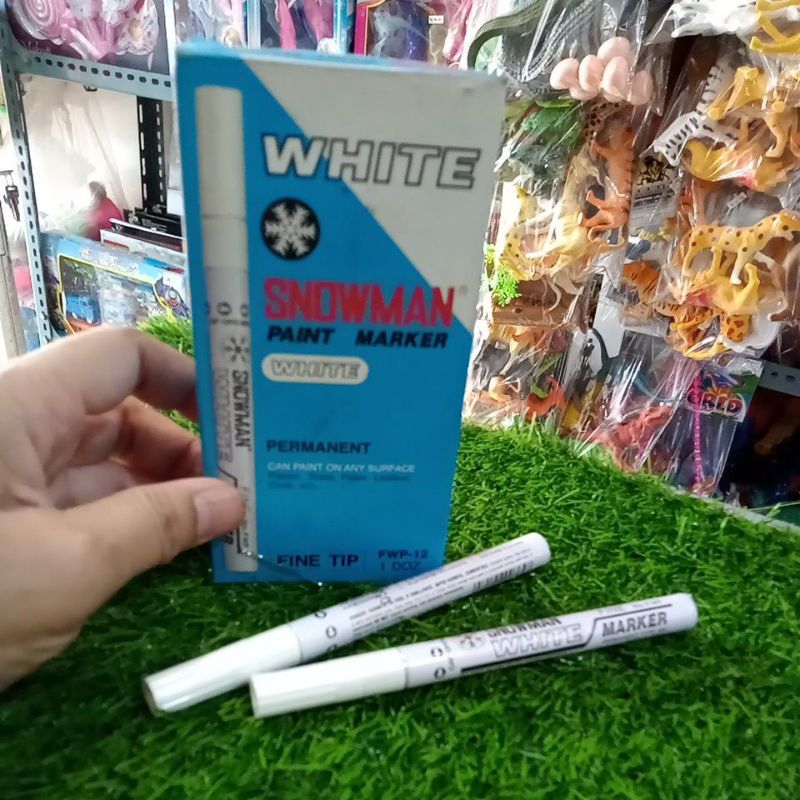 WHITE
SNOWMAN®
PAINT MARKER
WHITE
PERMANENT
CAN PAINT ON ANY SURFACE
FINE TIP
FWP-12
1 DOZ.
SNOWMAN
WHITE
SNOWMAN
WHITE
MARKER
ORLD